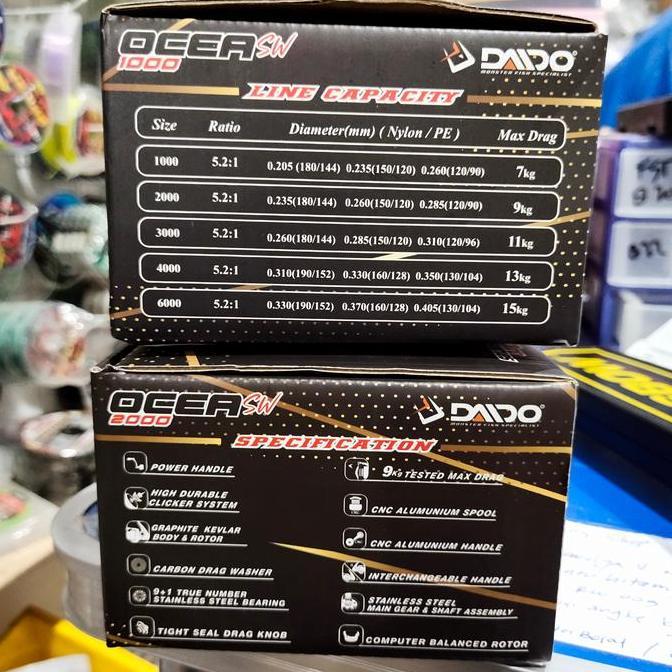 OCEA SW
1000
DAIDO
MONSTER FISH SPECIALIST
LINE CAPACITY
Size Ratio Diameter(mm) ( Nylon / PE ) Max Drag
1000 5.2:1 0.205 (180/144) 0.235(150/120) 0.260(120/90) 7kg
2000 5.2:1 0.235(180/144) 0.260(150/120) 0.285(120/90) 9kg
3000 5.2:1 0.260(180/144) 0.285(150/120) 0.310(120/96) 11kg
4000 5.2:1 0.310(190/152) 0.330(160/128) 0.350(130/104) 13kg
6000 5.2:1 0.330(190/152) 0.370(160/128) 0.405(130/104) 15kg
OCEA SW
2000
DAIDO
MONSTER FISH SPECIALIST
SPECIFICATION
POWER HANDLE
HIGH DURABLE
CLICKER SYSTEM
GRAPHITE KEVLAR
BODY & ROTOR
CARBON DRAG WASHER
9+1 TRUE NUMBER
STAINLESS STEEL BEARING
TIGHT SEAL DRAG KNOB
9Kg TESTED MAX DRAG
CNC ALUMUNIUM SPOOL
CNC ALUMUNIUM HANDLE
INTERCHANGEABLE HANDLE
STAINLESS STEEL
MAIN GEAR & SHAFT ASSEMBLY
COMPUTER BALANCED ROTOR